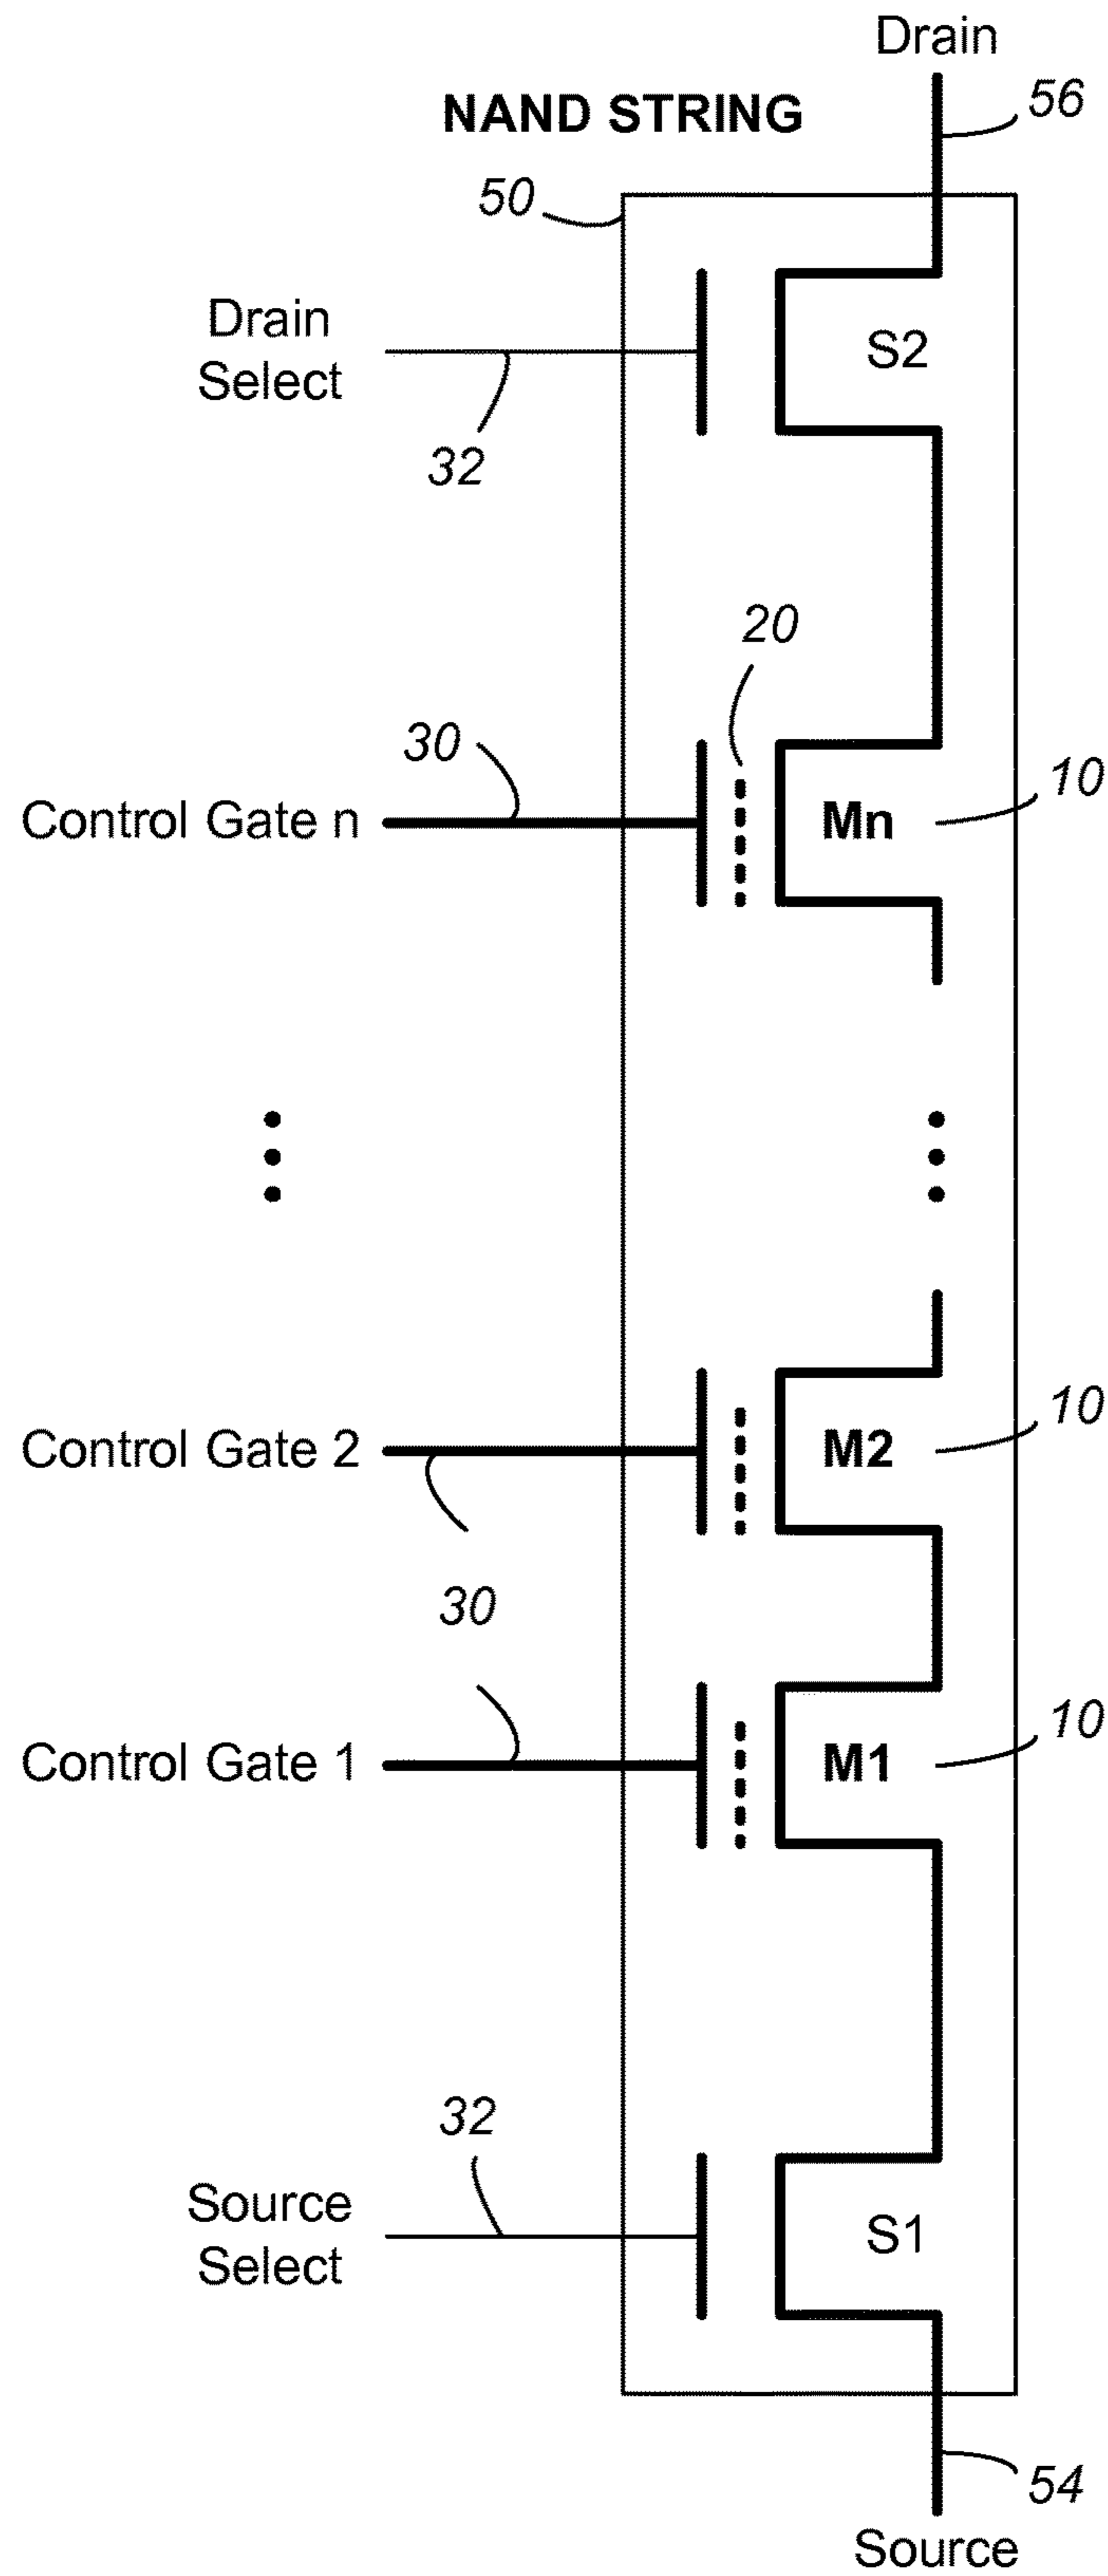 Drain
56
NAND STRING
50
Drain
Select
S2
32
20
30
10
Control Gate n
Mn
10
Control Gate 2
M2
30
10
Control Gate 1
M1
32
Source
Select
S1
54
Source